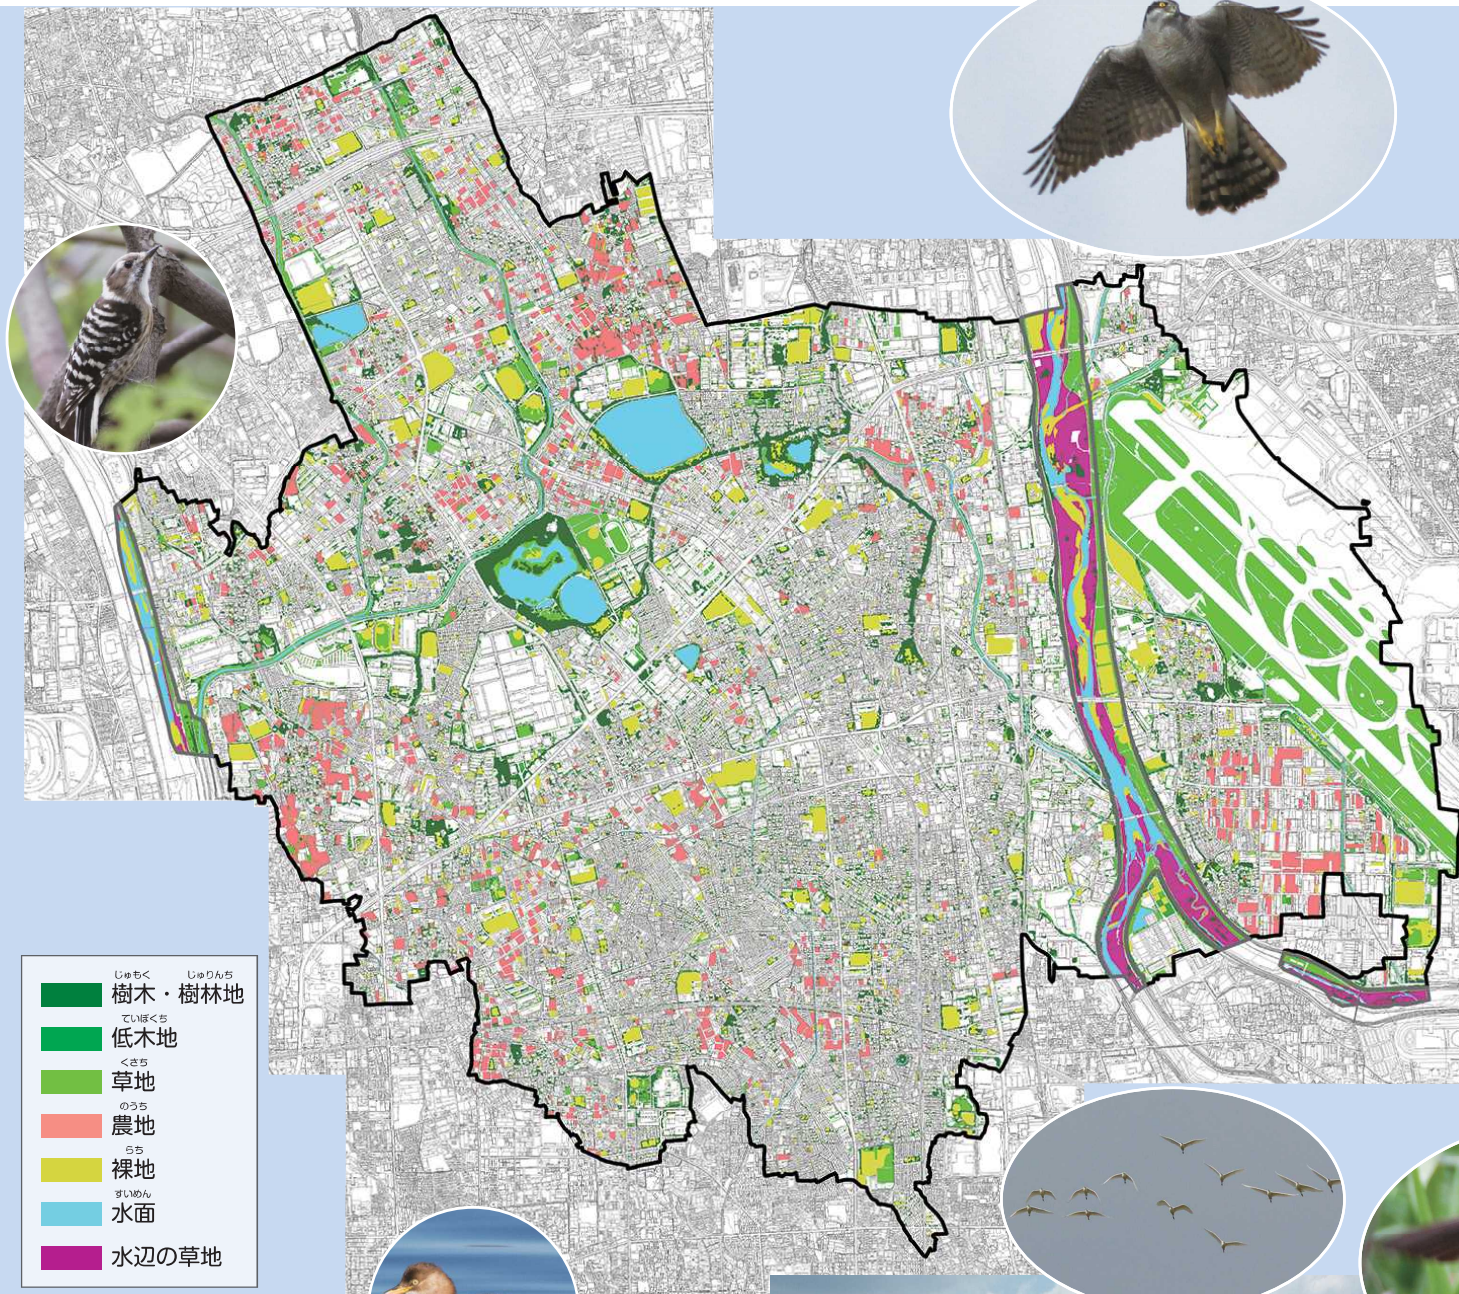 じゅもく じゅりんち
樹木・樹林地
ていぼくち
低木地
くさち
草地
のうち
農地
らち
裸地
すいめん
水面
水辺の草地